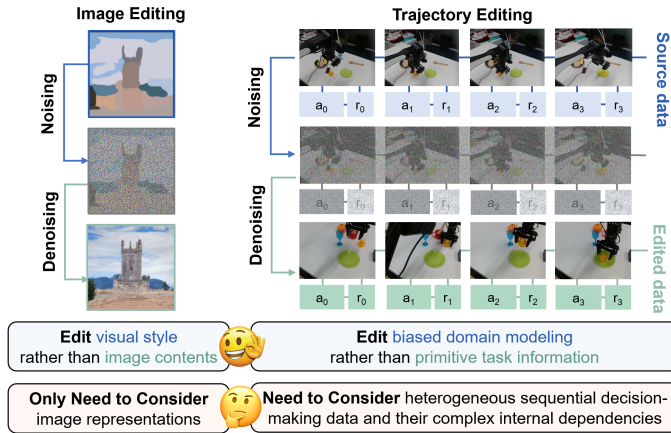 Image Editing
Trajectory Editing
Noising
Denoising
Noising
Denoising
Source data
Edited data
a0 r0 a1 r1 a2 r2 a3 r3
a0 r0 a1 r1 a2 r2 a3 r3
a0 r0 a1 r1 a2 r2 a3 r3
Edit visual style
rather than image contents
Edit biased domain modeling
rather than primitive task information
Only Need to Consider
image representations
Need to Consider heterogeneous sequential decision-
making data and their complex internal dependencies